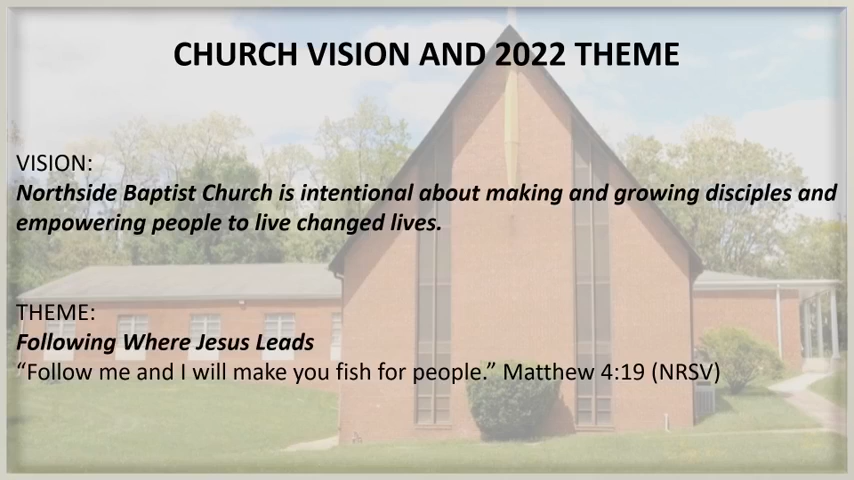 CHURCH VISION AND 2022 THEME
VISION:
Northside Baptist Church is intentional about making and growing disciples and
empowering people to live changed lives.
THEME:
Following Where Jesus Leads
“Follow me and I will make you fish for people.” Matthew 4:19 (NRSV)